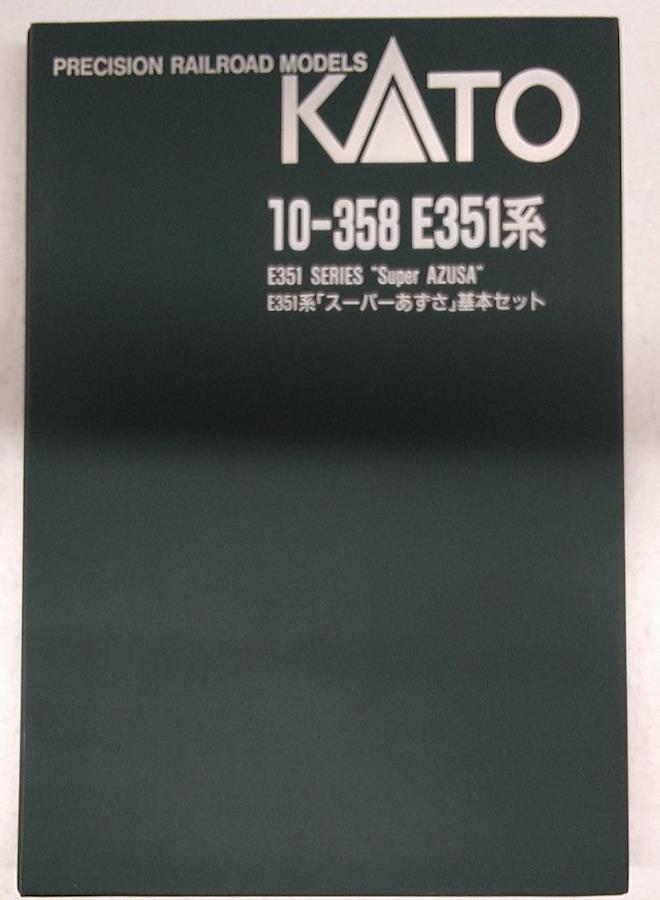 PRECISION RAILROAD MODELS
KATO
10-358 E351系
E351 SERIES "Super AZUSA"
E351系「スーパーあずさ」基本セット